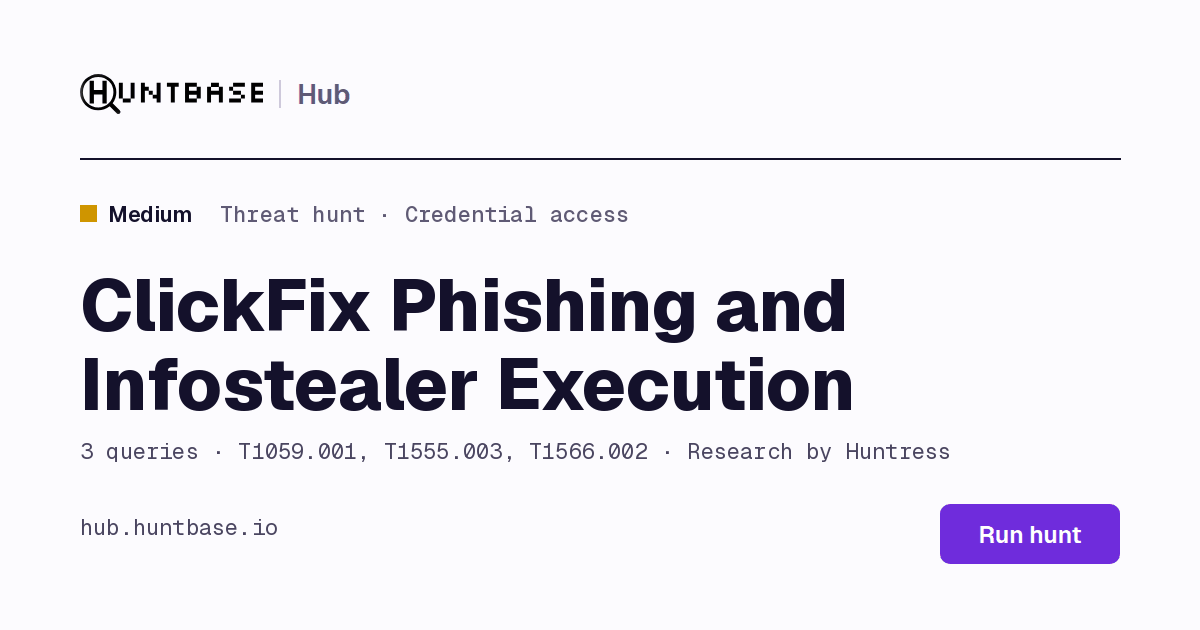 HUNTBASE Hub
Medium Threat hunt · Credential access
ClickFix Phishing and
Infostealer Execution
3 queries · T1059.001, T1555.003, T1566.002 · Research by Huntress
hub.huntbase.io
Run hunt